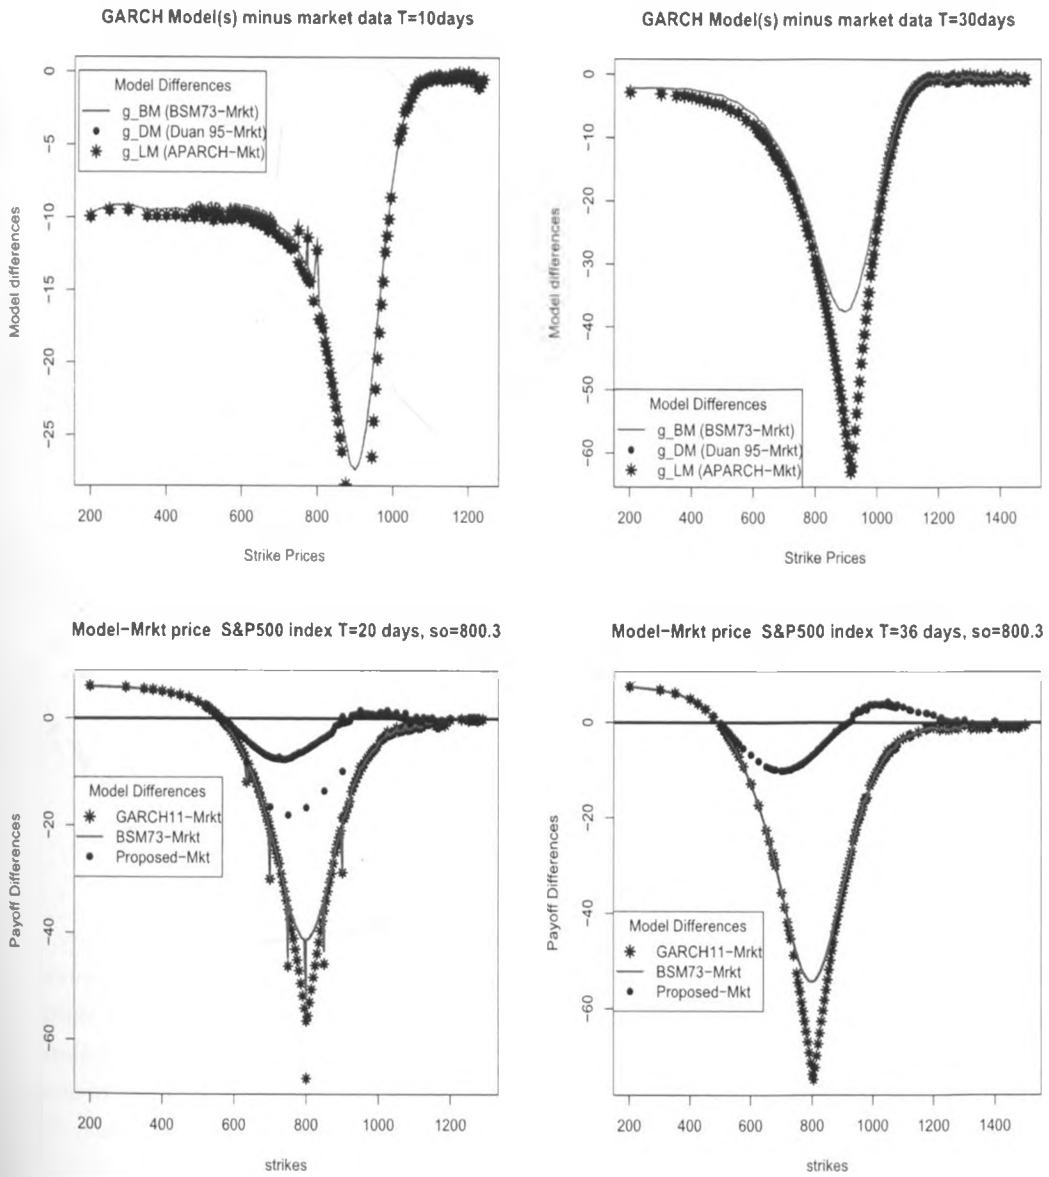 GARCH Model(s) minus market data T=10days
Model differences
0
-5
-10
-15
-20
-25
Model Differences
g_BM (BSM73-Mrkt)
g_DM (Duan 95-Mrkt)
g_LM (APARCH-Mkt)
200 400 600 800 1000 1200
Strike Prices
GARCH Model(s) minus market data T=30days
Model differences
0
-10
-20
-30
-40
-50
-60
Model Differences
g_BM (BSM73-Mrkt)
g_DM (Duan 95-Mrkt)
g_LM (APARCH-Mkt)
200 400 600 800 1000 1200 1400
Strike Prices
Model-Mrkt price S&P500 index T=20 days, so=800.3
Payoff Differences
0
-20
-40
-60
Model Differences
GARCH11-Mrkt
BSM73-Mrkt
Proposed-Mkt
200 400 600 800 1000 1200
strikes
Model-Mrkt price S&P500 index T=36 days, so=800.3
Payoff Differences
0
-20
-40
-60
Model Differences
GARCH11-Mrkt
BSM73-Mrkt
Proposed-Mkt
200 400 600 800 1000 1200 1400
strikes